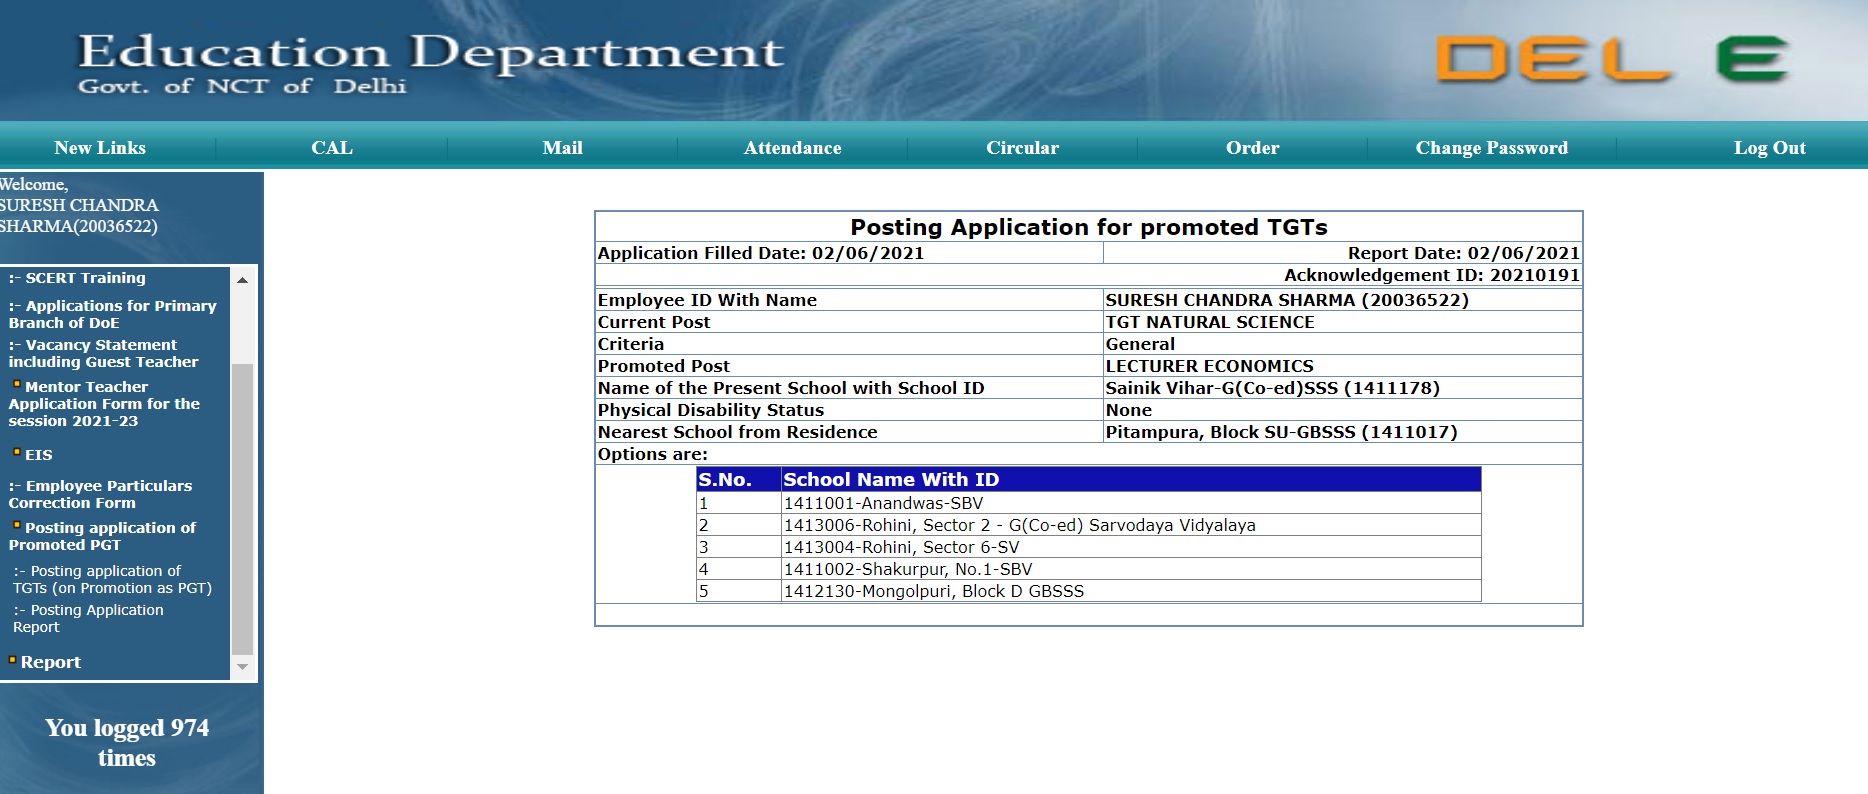 Education Department
Govt. of NCT of Delhi
DEL E
New Links CAL Mail Attendance Circular Order Change Password Log Out
Welcome,
SURESH CHANDRA
SHARMA(20036522)
:- SCERT Training
:- Applications for Primary
Branch of DoE
:- Vacancy Statement
including Guest Teacher
Mentor Teacher
Application Form for the
session 2021-23
EIS
:- Employee Particulars
Correction Form
Posting application of
Promoted PGT
:- Posting application of
TGTs (on Promotion as PGT)
:- Posting Application
Report
Report
You logged 974
times
Posting Application for promoted TGTs
Application Filled Date: 02/06/2021 Report Date: 02/06/2021
Acknowledgement ID: 20210191
Employee ID With Name SURESH CHANDRA SHARMA (20036522)
Current Post TGT NATURAL SCIENCE
Criteria General
Promoted Post LECTURER ECONOMICS
Name of the Present School with School ID Sainik Vihar-G(Co-ed)SSS (1411178)
Physical Disability Status None
Nearest School from Residence Pitampura, Block SU-GBSSS (1411017)
Options are:
S.No. School Name With ID
1 1411001-Anandwas-SBV
2 1413006-Rohini, Sector 2 - G(Co-ed) Sarvodaya Vidyalaya
3 1413004-Rohini, Sector 6-SV
4 1411002-Shakurpur, No.1-SBV
5 1412130-Mongolpuri, Block D GBSSS